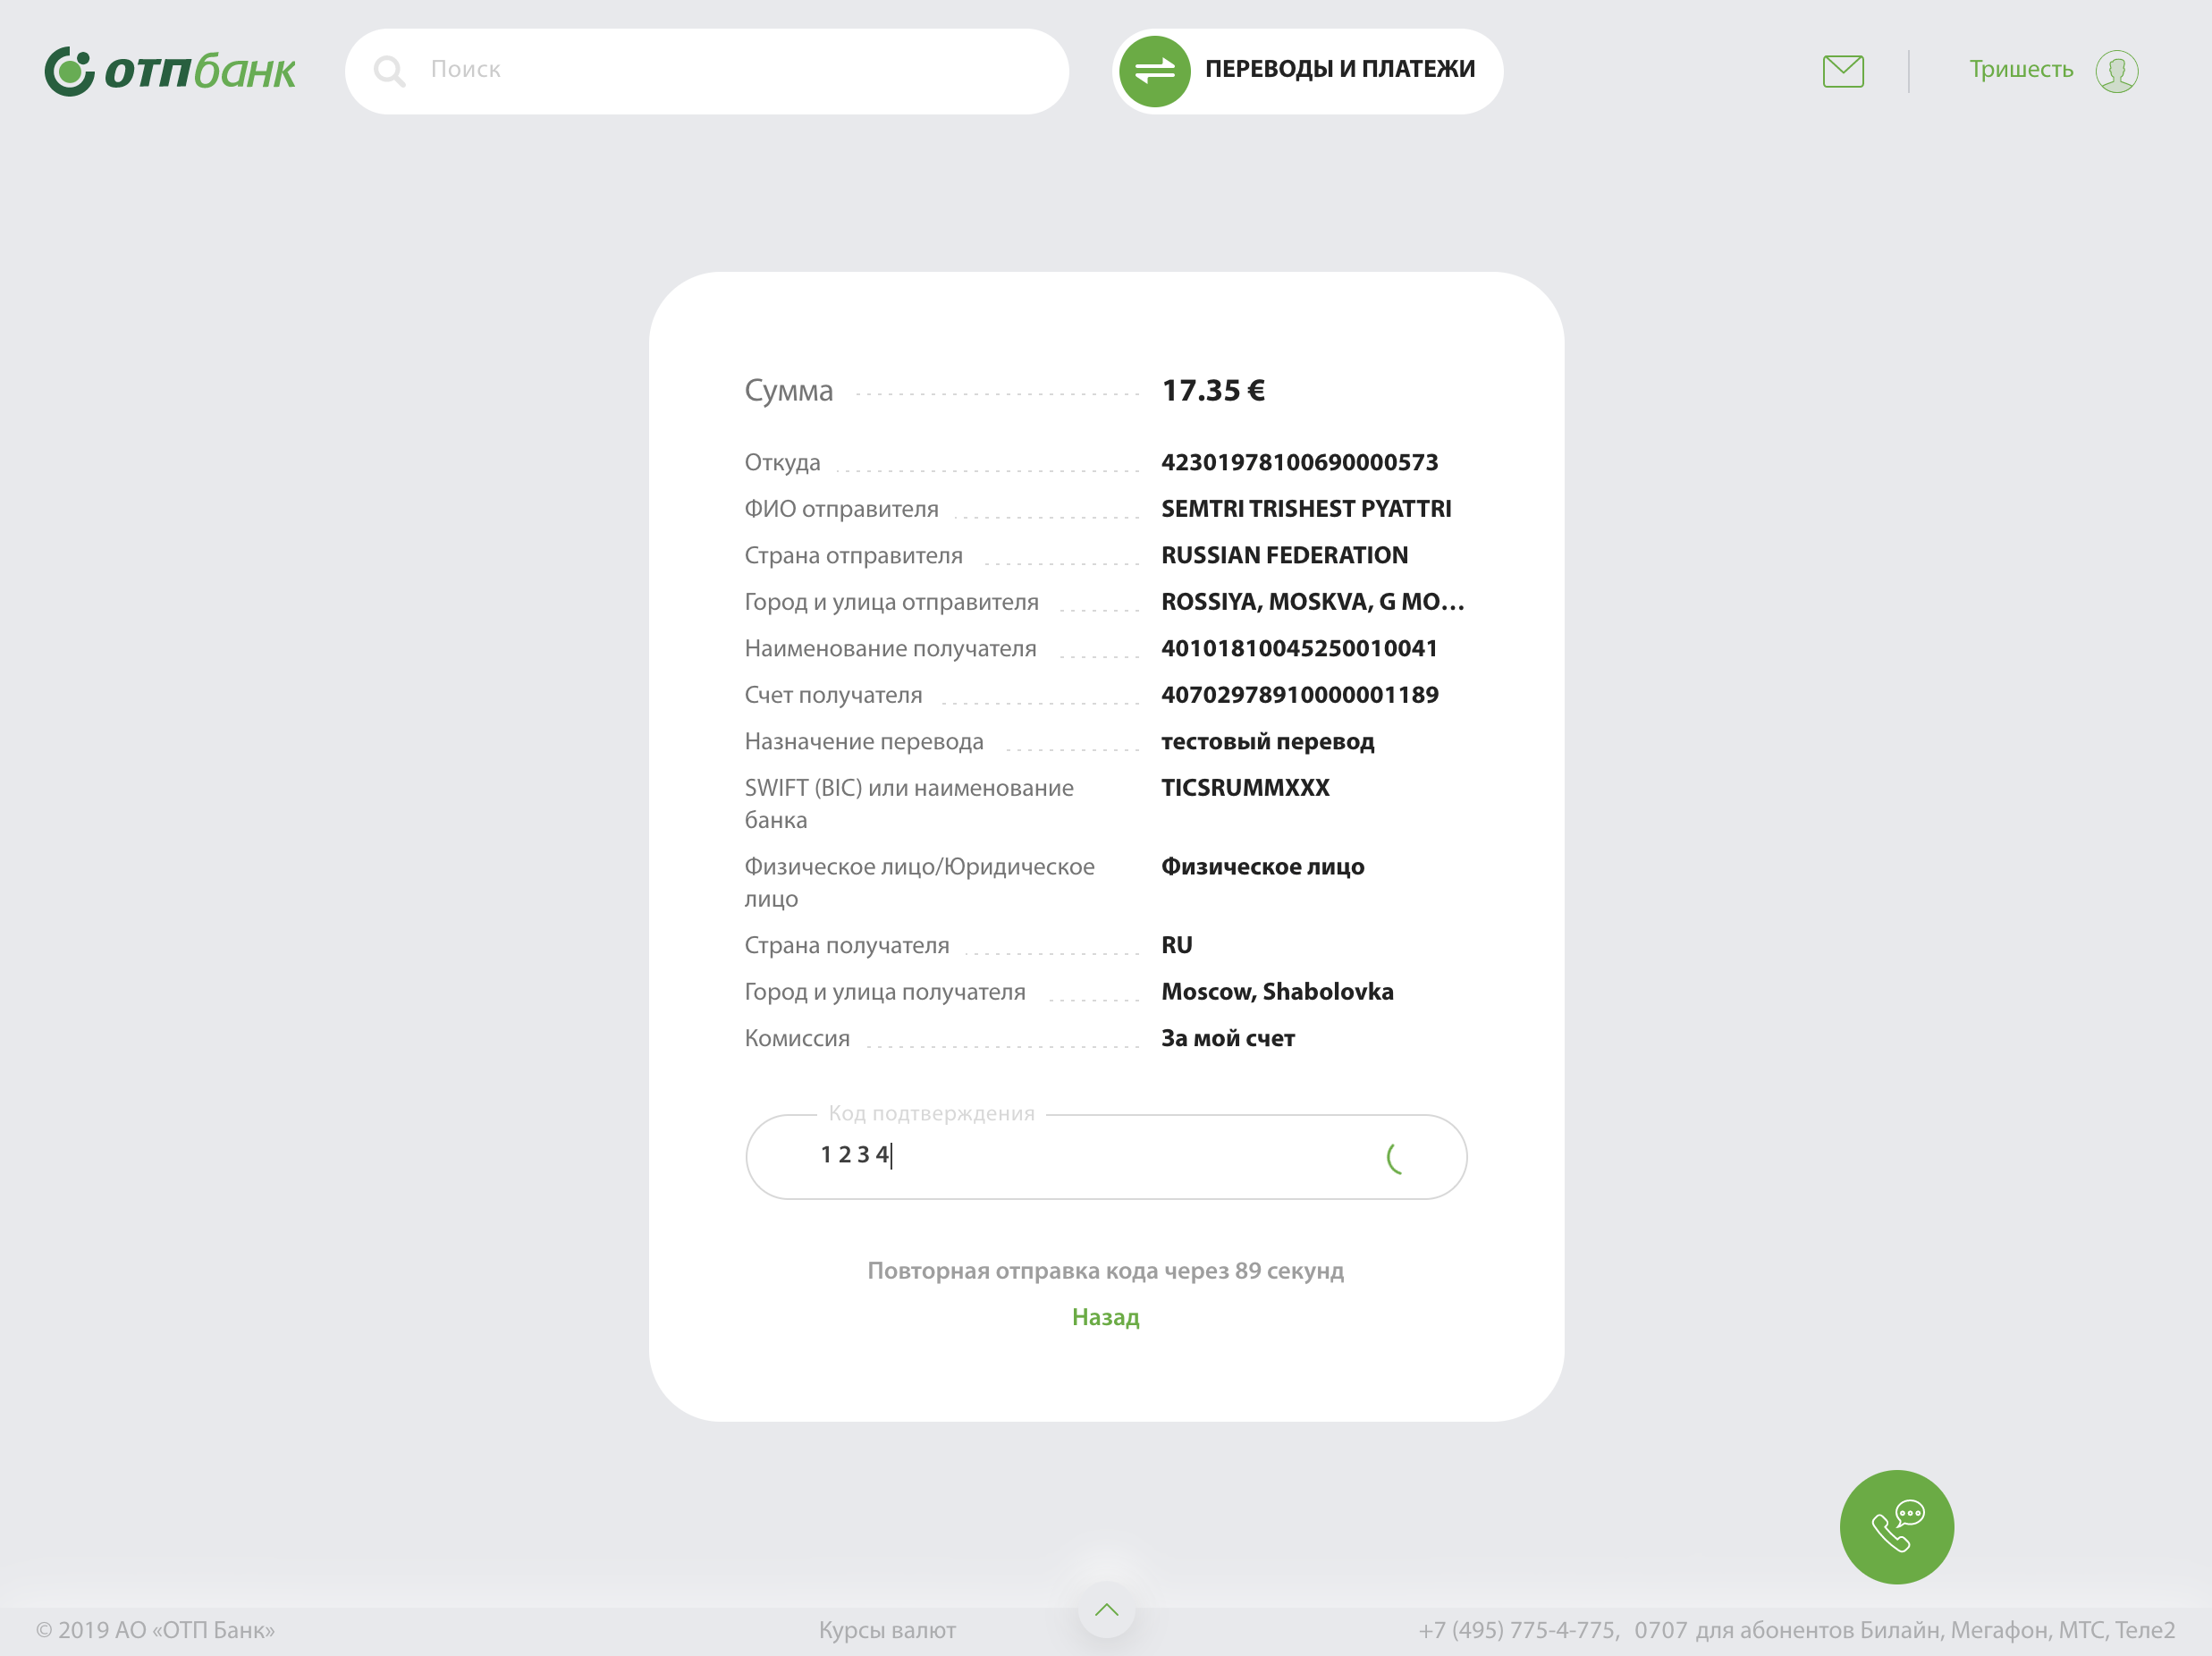 отпбанк
Поиск
ПЕРЕВОДЫ И ПЛАТЕЖИ
Тришесть
Сумма 17.35 €
Откуда 42301978100690000573
ФИО отправителя SEMTRI TRISHEST PYATTRI
Страна отправителя RUSSIAN FEDERATION
Город и улица отправителя ROSSIYA, MOSKVA, G MO...
Наименование получателя 40101810045250010041
Счет получателя 40702978910000001189
Назначение перевода тестовый перевод
SWIFT (BIC) или наименование TICSRUMMXXX
банка
Физическое лицо/Юридическое Физическое лицо
лицо
Страна получателя RU
Город и улица получателя Moscow, Shabolovka
Комиссия За мой счет
Код подтверждения
1 2 3 4
Повторная отправка кода через 89 секунд
Назад
© 2019 АО «ОТП Банк» Курсы валют +7 (495) 775-4-775, 0707 для абонентов Билайн, Мегафон, МТС, Теле2